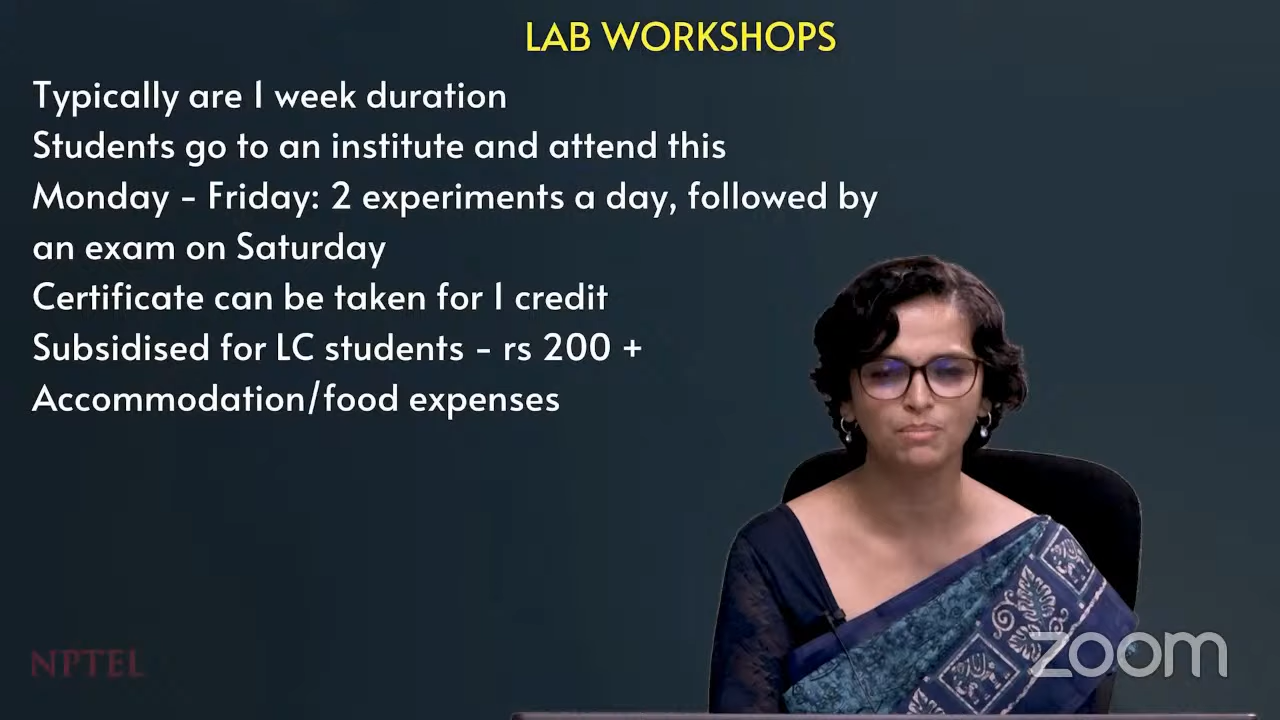 LAB WORKSHOPS
Typically are 1 week duration
Students go to an institute and attend this
Monday - Friday: 2 experiments a day, followed by
an exam on Saturday
Certificate can be taken for 1 credit
Subsidised for LC students - rs 200 +
Accommodation/food expenses
NPTEL
zoom